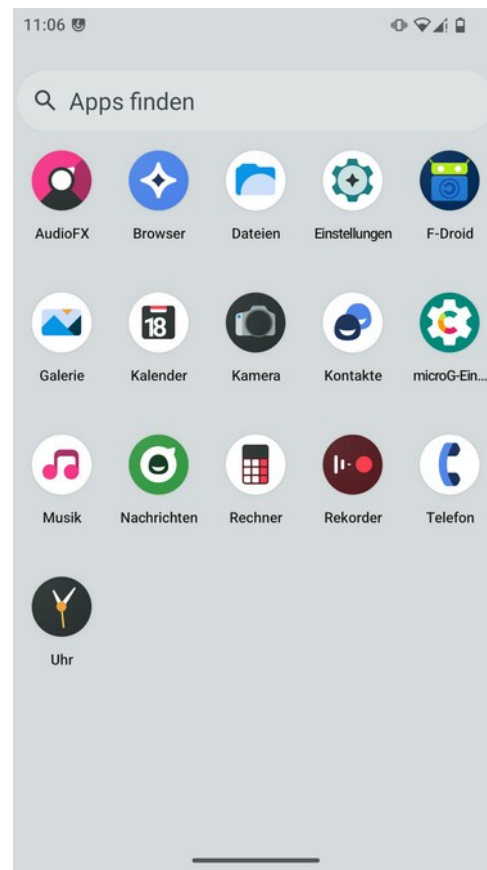 11:06
Apps finden
AudioFX Browser Dateien Einstellungen F-Droid
18
Galerie Kalender Kamera Kontakte microG-Ein...
Musik Nachrichten Rechner Rekorder Telefon
Uhr